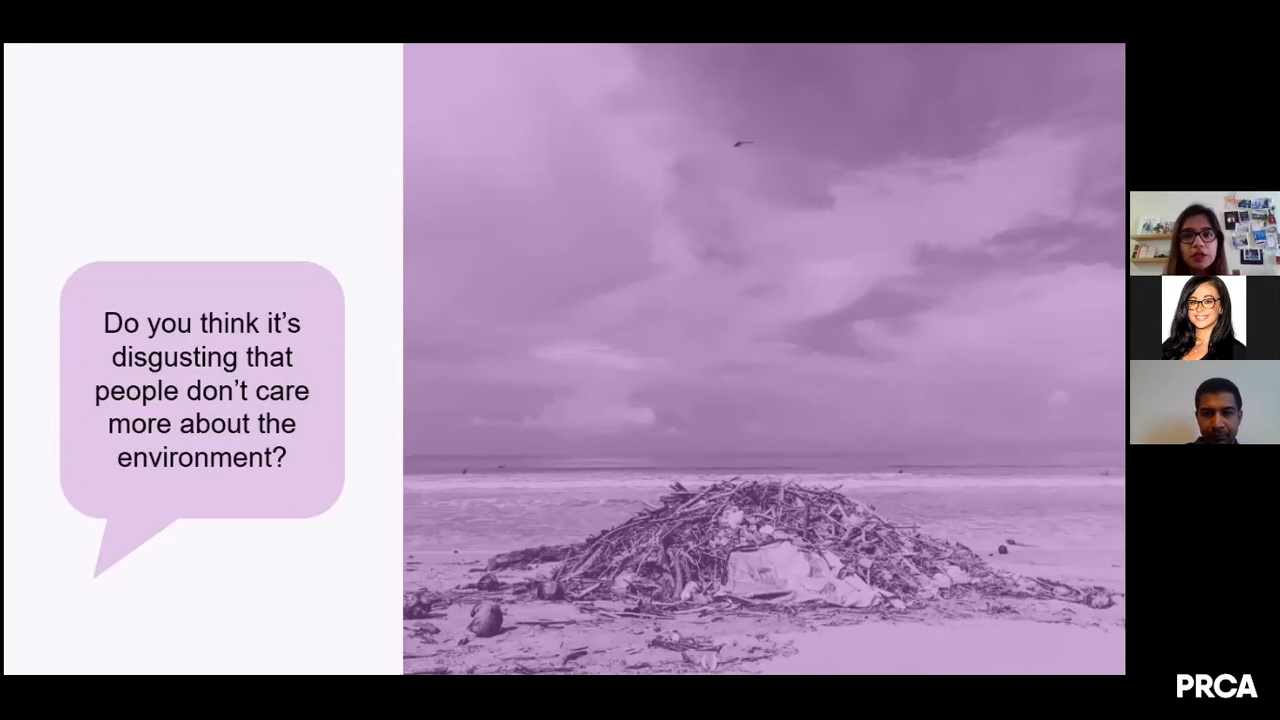 Do you think it’s
disgusting that
people don’t care
more about the
environment?
PRCA